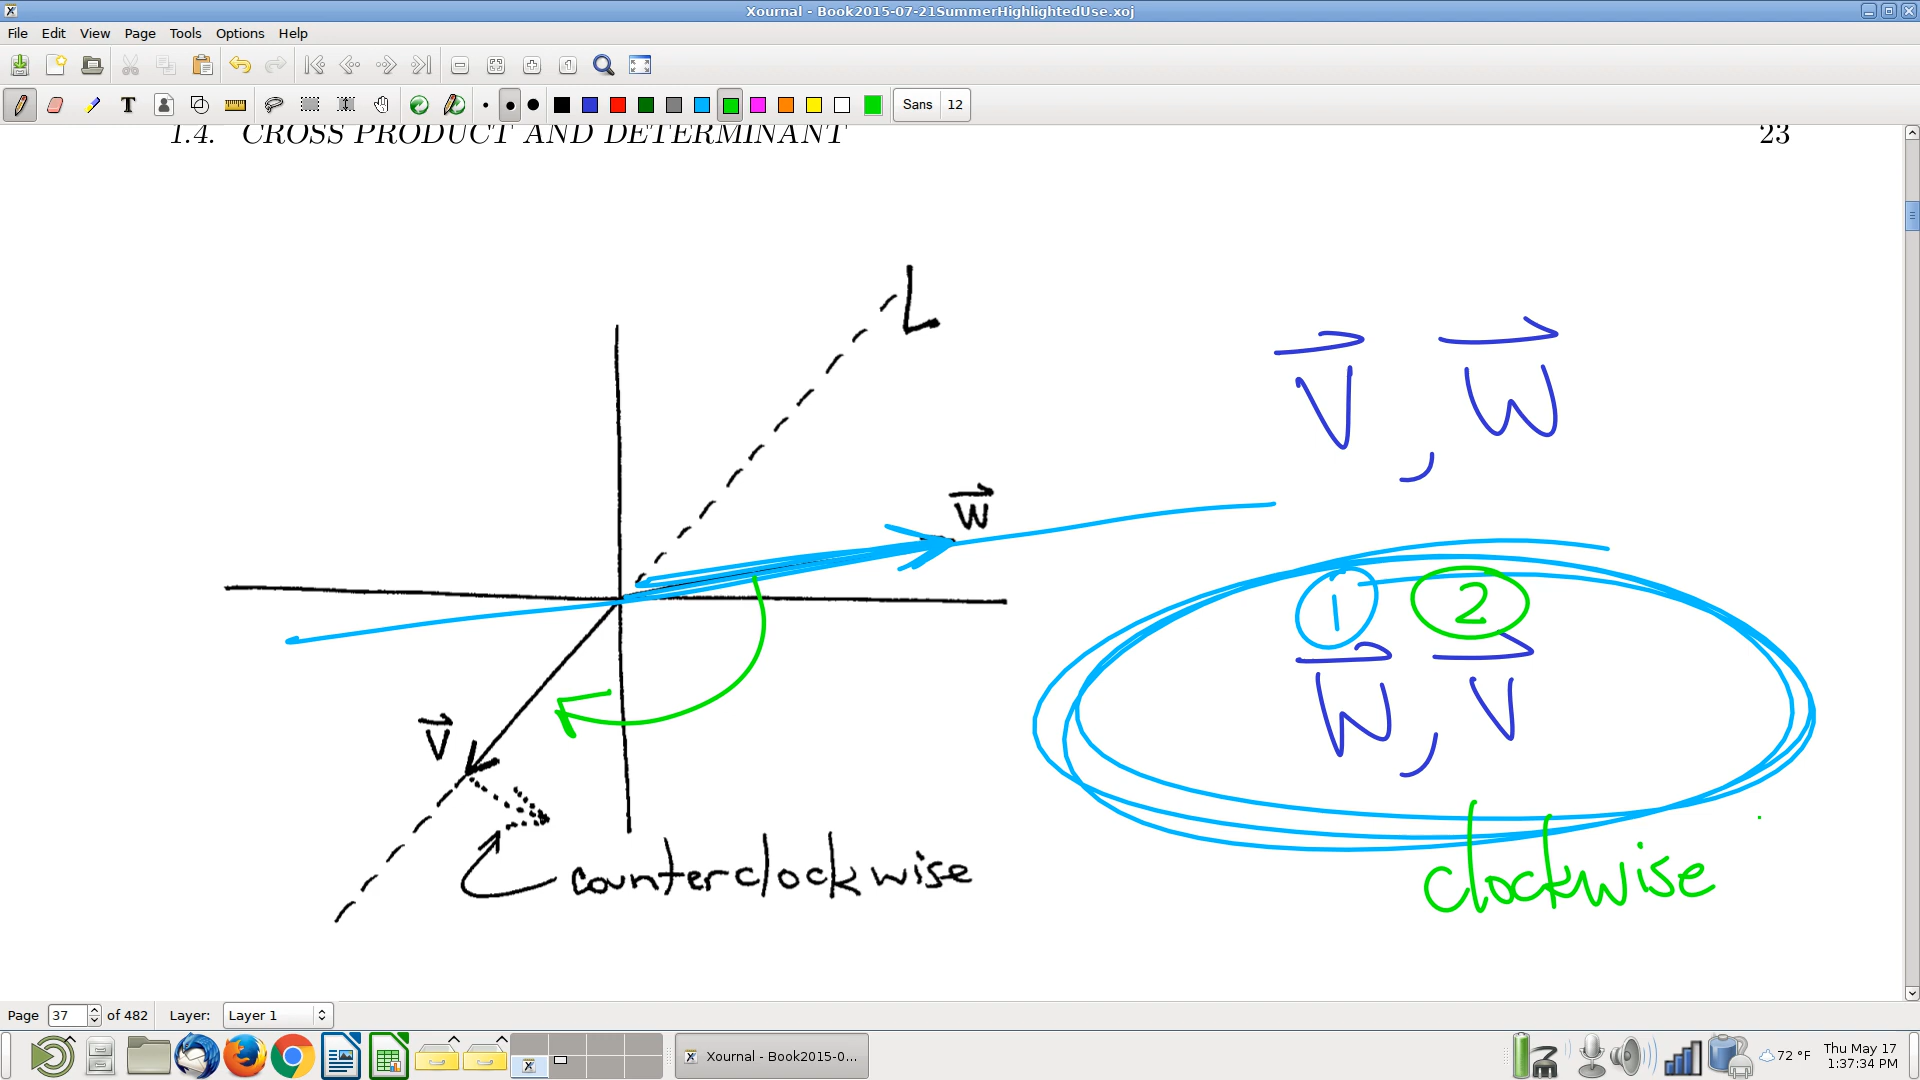 Xournal - Book2015-07-21SummerHighlightedUse.xoj
File Edit View Page Tools Options Help
Sans 12
1.4. CROSS PRODUCT AND DETERMINANT 23
L
V, W
W
1 2
W, V
V
counterclockwise
clockwise
Page 37 of 482 Layer: Layer 1
Xournal - Book2015-0...
72 °F
Thu May 17
1:37:34 PM